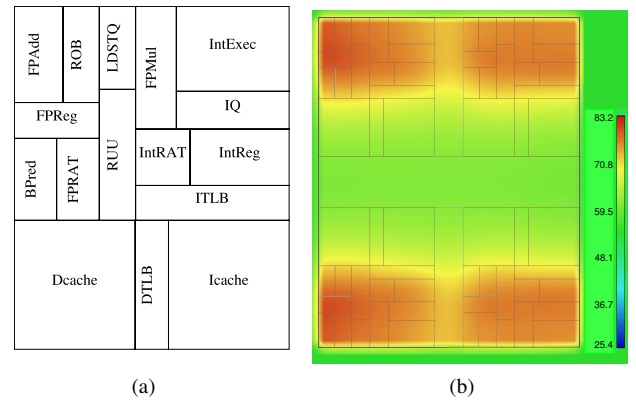 FPAdd
ROB
LDSTQ
FPMul
IntExec
IQ
FPReg
BPred
FPRAT
RUU
IntRAT
IntReg
ITLB
Dcache
DTLB
Icache
(a)
83.2
70.8
59.5
48.1
36.7
25.4
(b)